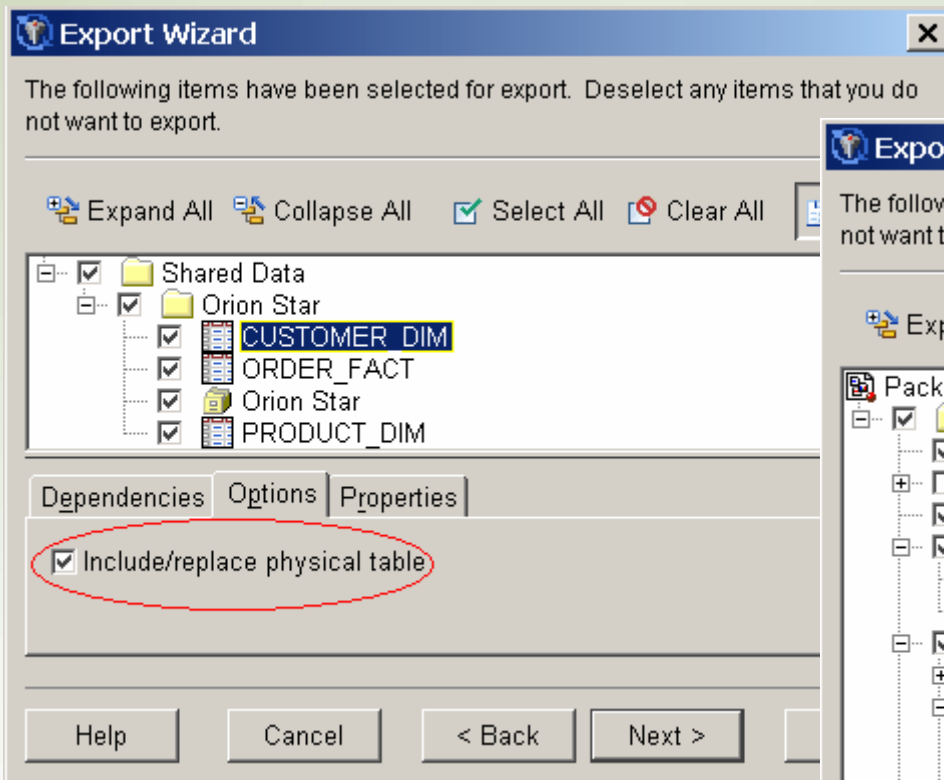 Export Wizard
The following items have been selected for export. Deselect any items that you do
not want to export.
Expand All Collapse All Select All Clear All
Shared Data
Orion Star
CUSTOMER_DIM
ORDER_FACT
Orion Star
PRODUCT_DIM
Dependencies Options Properties
Include/replace physical table
Help Cancel < Back Next >
Expo
The follow
not want t
Exp
Pack